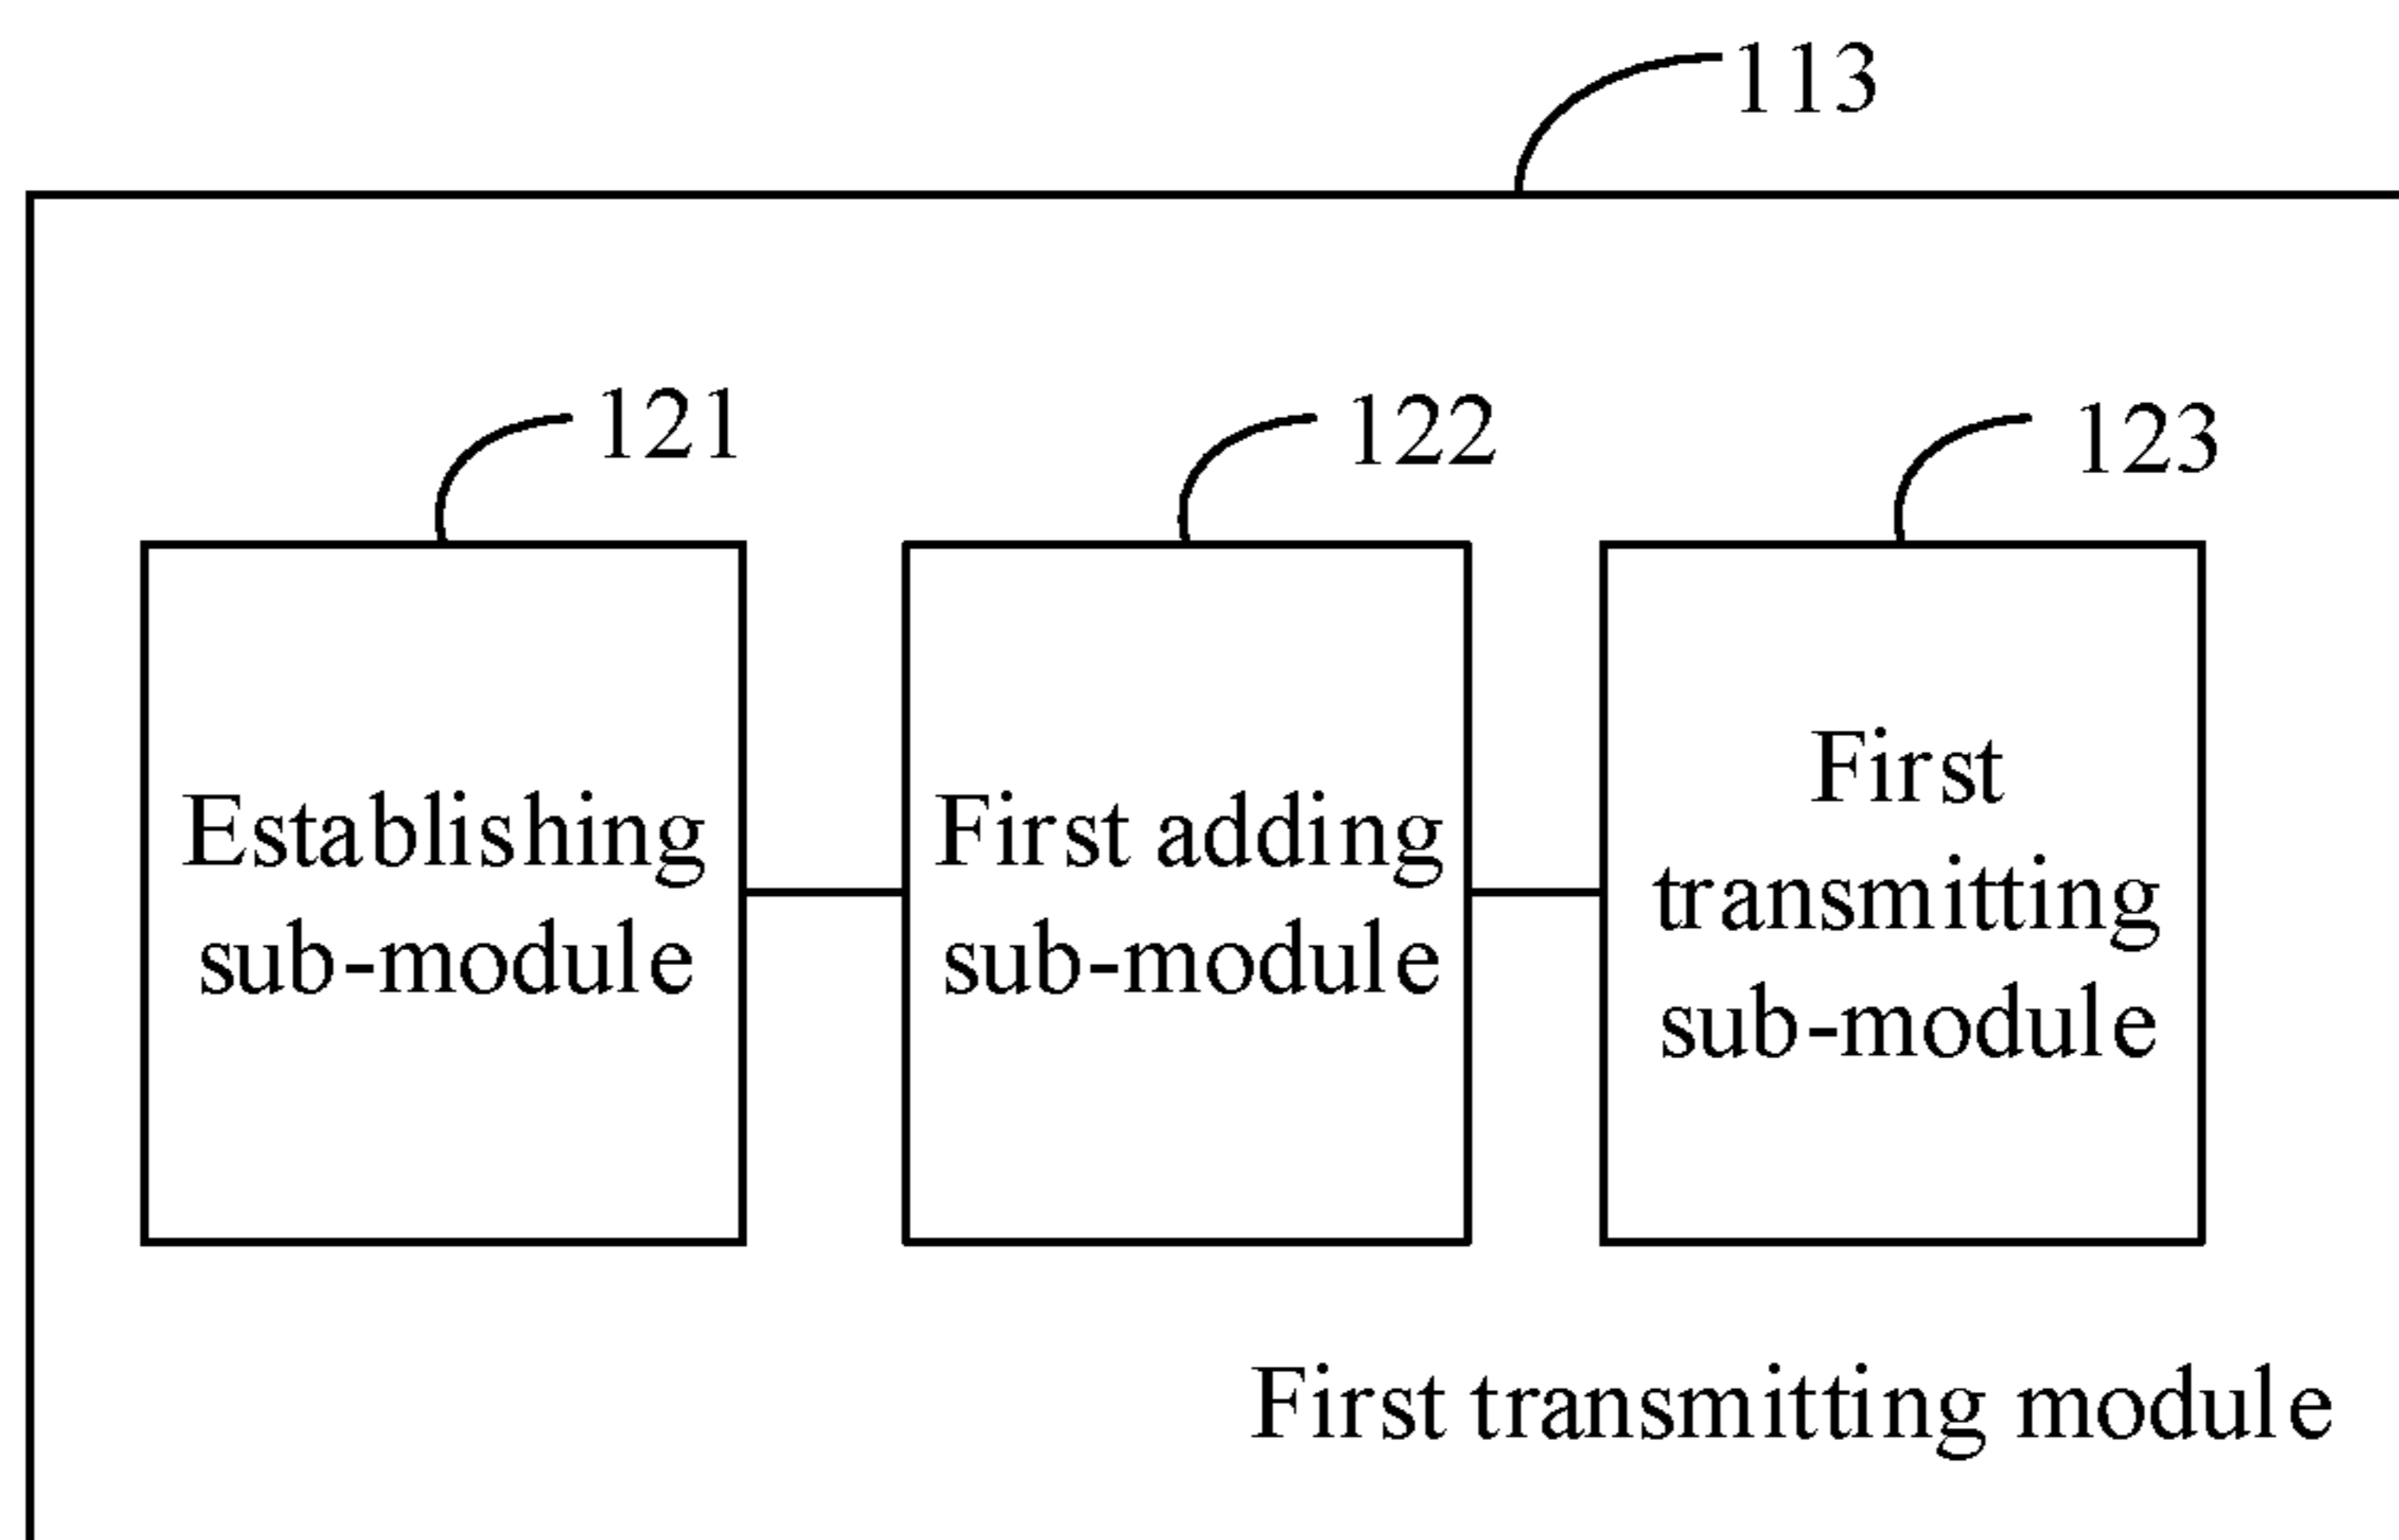 113
121
122
123
Establishing
sub-module
First adding
sub-module
First
transmitting
sub-module
First transmitting module